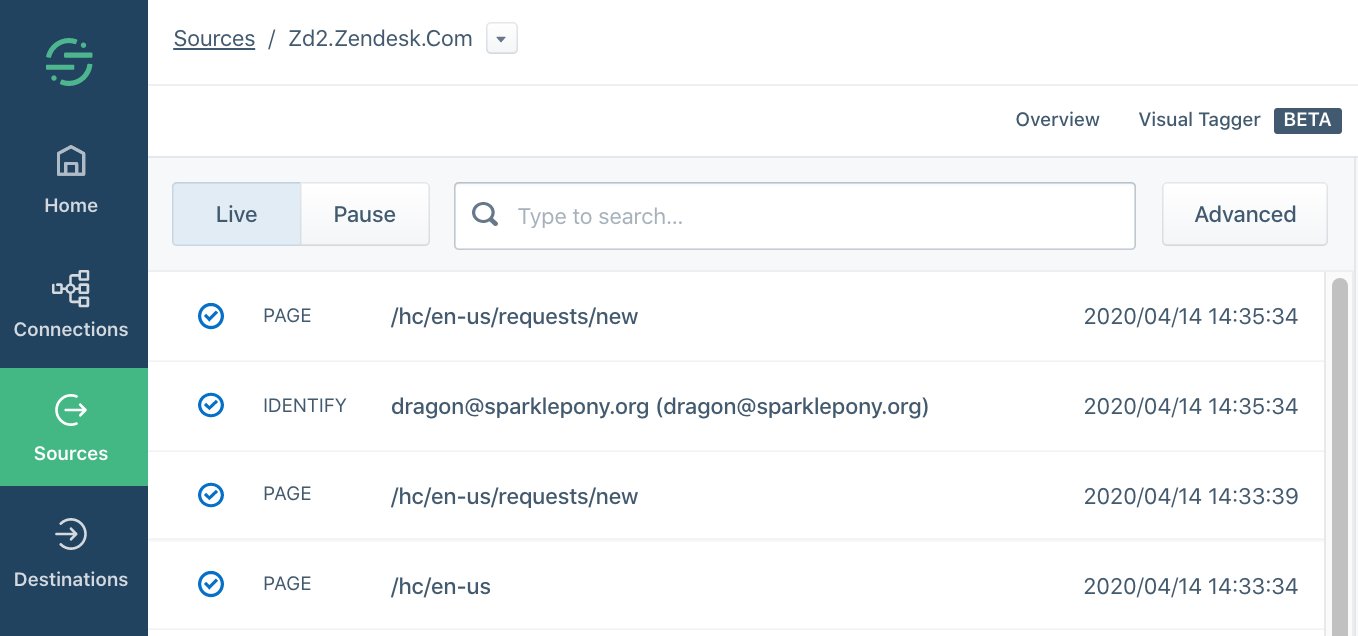 Sources / Zd2.Zendesk.Com
Overview Visual Tagger BETA
Home
Live Pause Type to search... Advanced
Connections
PAGE /hc/en-us/requests/new 2020/04/14 14:35:34
IDENTIFY dragon@sparklepony.org (dragon@sparklepony.org) 2020/04/14 14:35:34
Sources
PAGE /hc/en-us/requests/new 2020/04/14 14:33:39
Destinations
PAGE /hc/en-us 2020/04/14 14:33:34